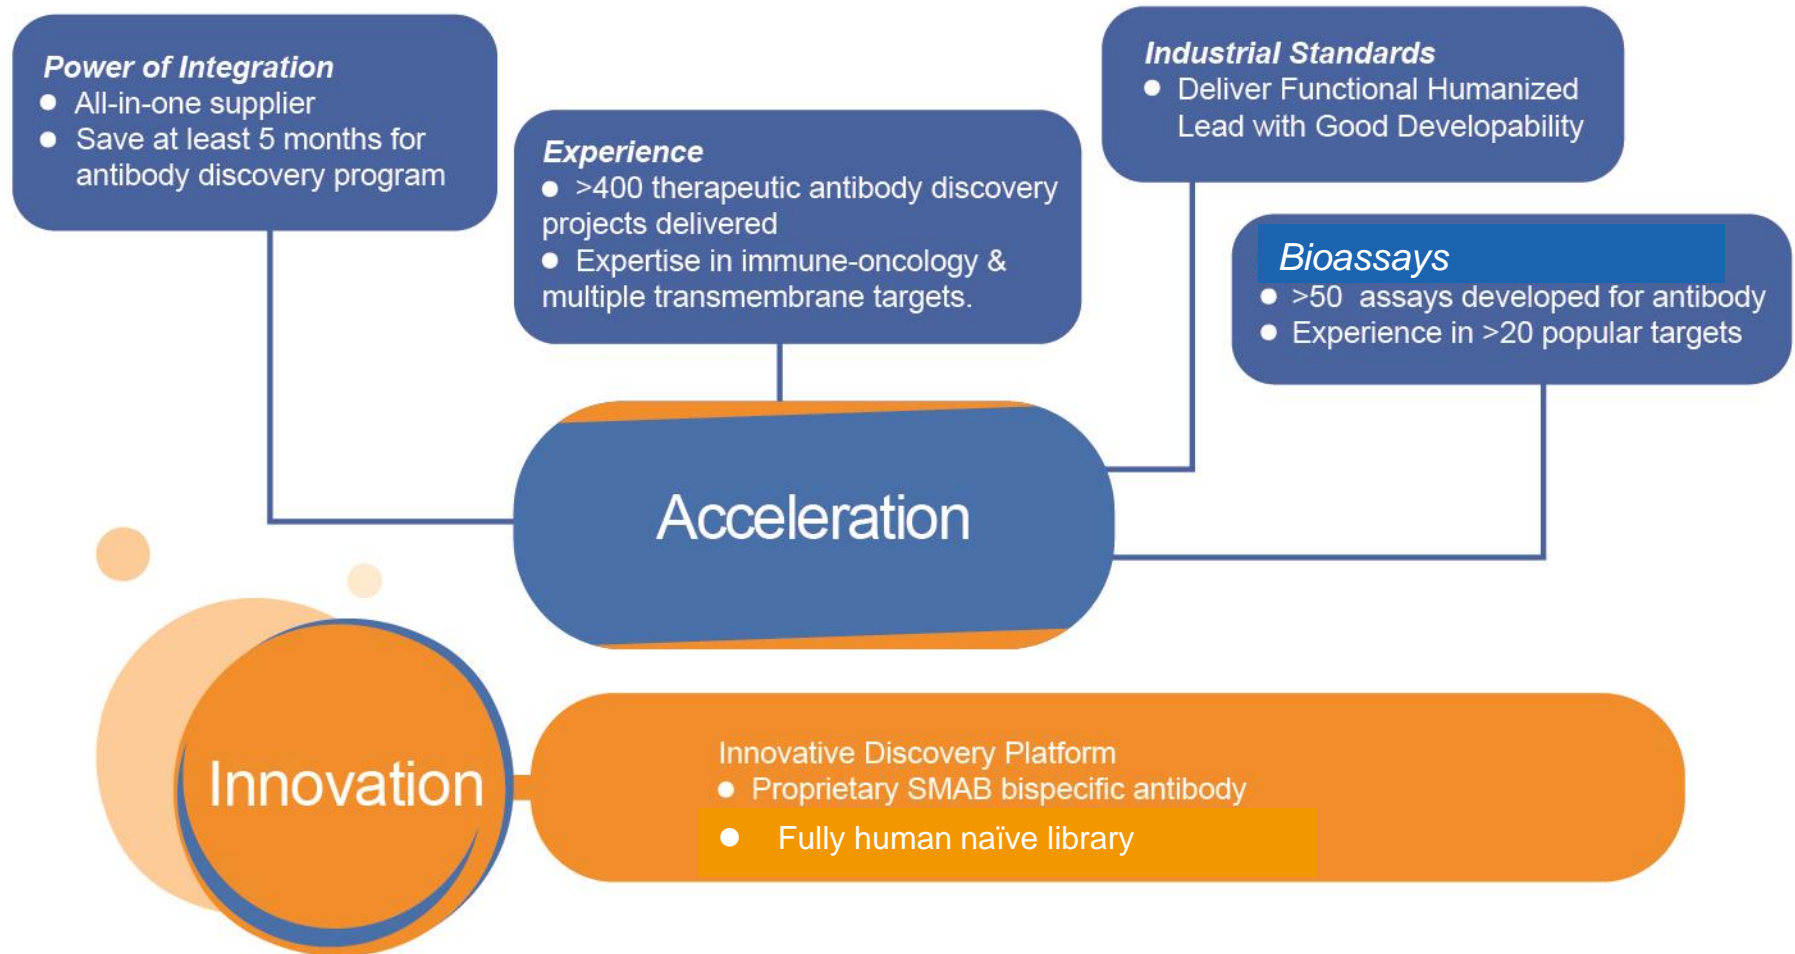 Power of Integration
● All-in-one supplier
● Save at least 5 months for
antibody discovery program
Experience
● >400 therapeutic antibody discovery
projects delivered
● Expertise in immune-oncology &
multiple transmembrane targets.
Industrial Standards
● Deliver Functional Humanized
Lead with Good Developability
Bioassays
● >50 assays developed for antibody
● Experience in >20 popular targets
Acceleration
Innovation
Innovative Discovery Platform
● Proprietary SMAB bispecific antibody
● Fully human naïve library